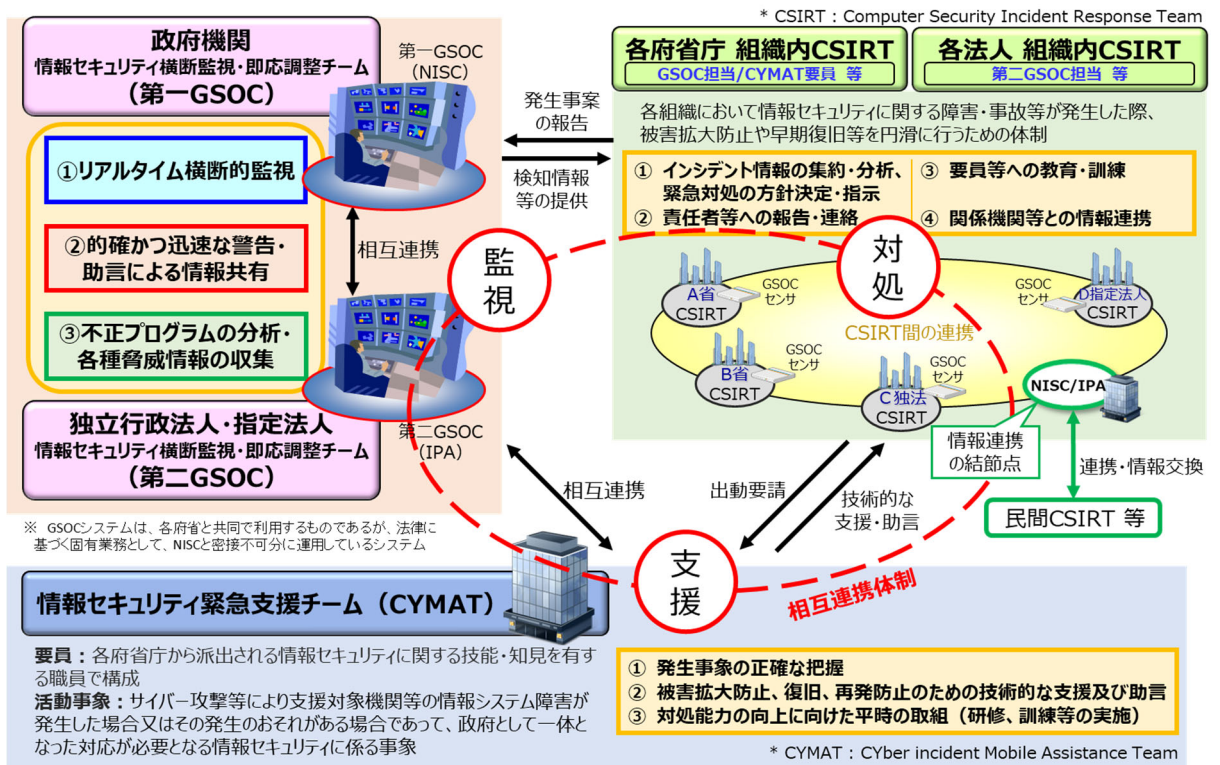 * CSIRT : Computer Security Incident Response Team
政府機関
情報セキュリティ横断監視・即応調整チーム
（第一GSOC）
第一GSOC
（NISC）
①リアルタイム横断的監視
②的確かつ迅速な警告・
助言による情報共有
③不正プログラムの分析・
各種脅威情報の収集
相互連携
独立行政法人・指定法人
情報セキュリティ横断監視・即応調整チーム
（第二GSOC）
第二GSOC
（IPA）
※ GSOCシステムは、各府省と共同で利用するものであるが、法律に
基づく固有業務として、NISCと密接不可分に運用しているシステム
発生事案
の報告
検知情報
等の提供
各府省庁 組織内CSIRT
GSOC担当/CYMAT要員 等
各法人 組織内CSIRT
第二GSOC担当 等
各組織において情報セキュリティに関する障害・事故等が発生した際、
被害拡大防止や早期復旧等を円滑に行うための体制
① インシデント情報の集約・分析、
緊急対処の方針決定・指示
② 責任者等への報告・連絡
③ 要員等への教育・訓練
④ 関係機関等との情報連携
監視
対処
A省
CSIRT
GSOC
センサ
GSOC
センサ
D指定法人
CSIRT
CSIRT間の連携
B省
CSIRT
GSOC
センサ
C独法
CSIRT
GSOC
センサ
NISC/IPA
情報連携
の結節点
連携・情報交換
民間CSIRT 等
相互連携
出動要請
技術的な
支援・助言
支援
相互連携体制
情報セキュリティ緊急支援チーム（CYMAT）
要員：各府省庁から派出される情報セキュリティに関する技能・知見を有す
る職員で構成
活動事象：サイバー攻撃等により支援対象機関等の情報システム障害が
発生した場合又はその発生のおそれがある場合であって、政府として一体
となった対応が必要となる情報セキュリティに係る事象
① 発生事象の正確な把握
② 被害拡大防止、復旧、再発防止のための技術的な支援及び助言
③ 対処能力の向上に向けた平時の取組（研修、訓練等の実施）
* CYMAT : CYber incident Mobile Assistance Team